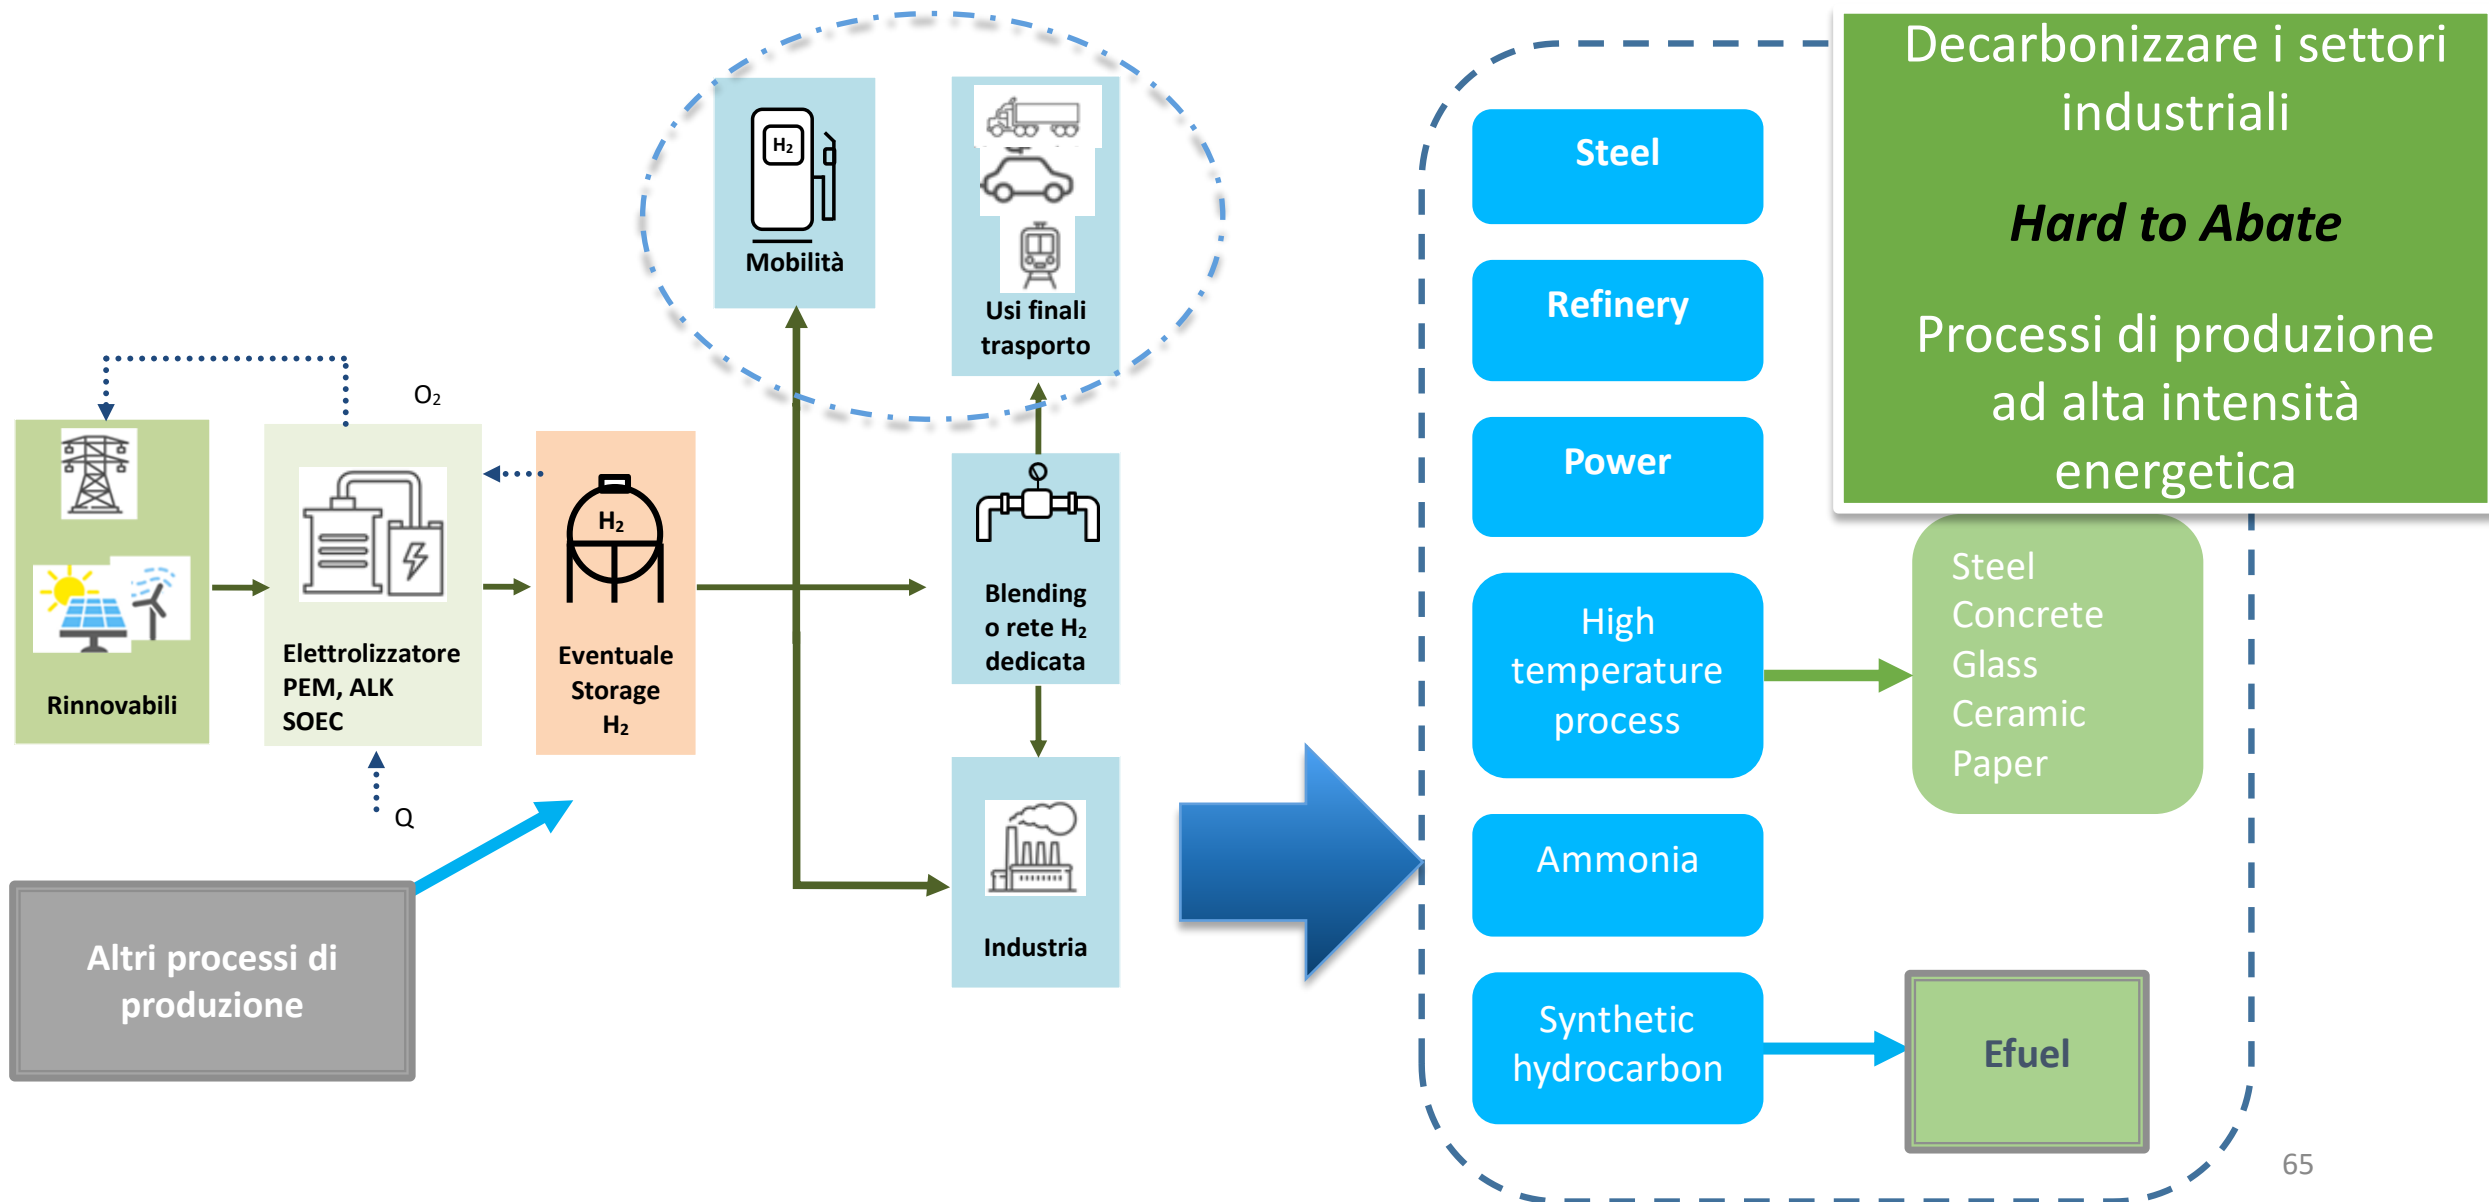 H₂
Mobilità
Usi finali
trasporto
O₂
Rinnovabili
Elettrolizzatore
PEM, ALK
SOEC
Q
H₂
Eventuale
Storage
H₂
Blending
o rete H₂
dedicata
Industria
Altri processi di
produzione
Steel
Refinery
Power
High
temperature
process
Ammonia
Synthetic
hydrocarbon
Decarbonizzare i settori
industriali
Hard to Abate
Processi di produzione
ad alta intensità
energetica
Steel
Concrete
Glass
Ceramic
Paper
Efuel
65